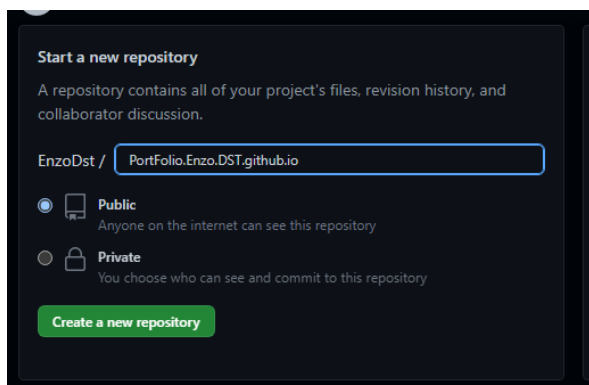 Start a new repository
A repository contains all of your project's files, revision history, and
collaborator discussion.
EnzoDst / PortFolio.Enzo.DST.github.io
Public
Anyone on the internet can see this repository
Private
You choose who can see and commit to this repository
Create a new repository